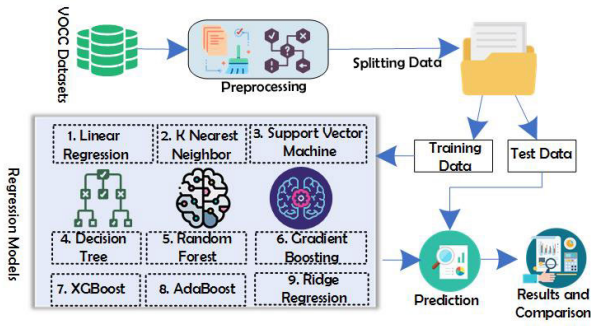 VOCC Datasets
Preprocessing
Splitting Data
Training
Data
Test Data
Regression Models
1. Linear
Regression
2. K Nearest
Neighbor
3. Support Vector
Machine
4. Decision
Tree
5. Random
Forest
6. Gradient
Boosting
7. XGBoost
8. AdaBoost
9. Ridge
Regression
Prediction
Results and
Comparison